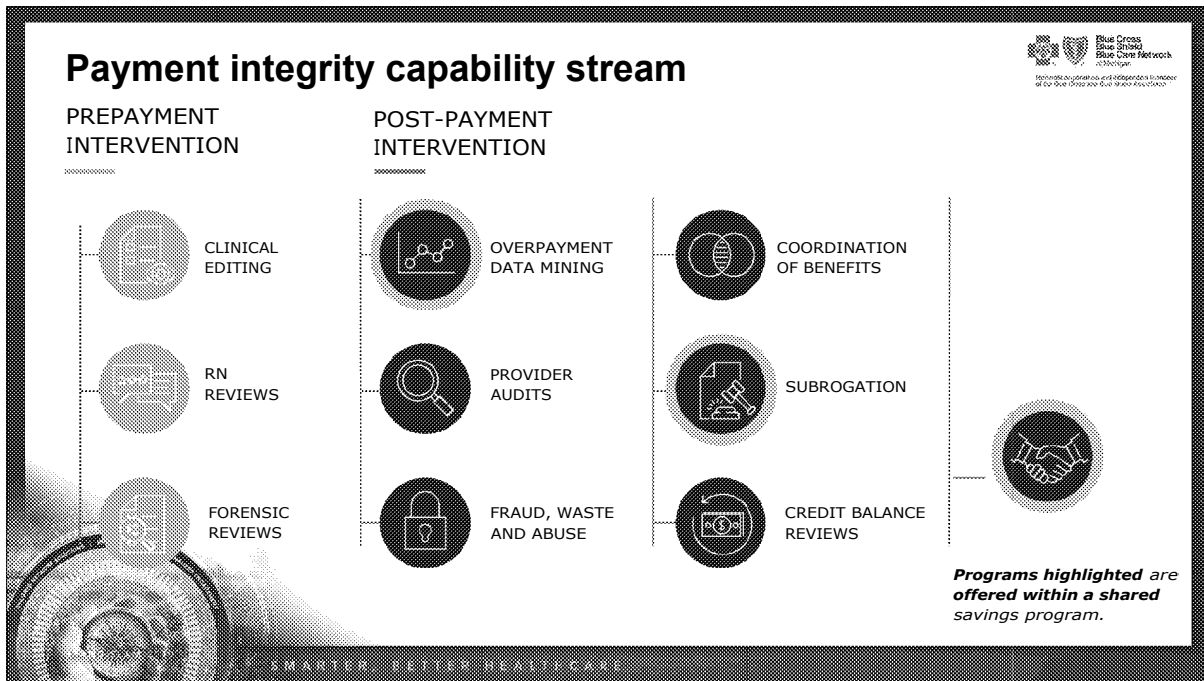 Payment integrity capability stream
Blue Cross
Blue Shield
Blue Care Network
of Michigan
PREPAYMENT
INTERVENTION
POST-PAYMENT
INTERVENTION
CLINICAL
EDITING
RN
REVIEWS
FORENSIC
REVIEWS
OVERPAYMENT
DATA MINING
PROVIDER
AUDITS
FRAUD, WASTE
AND ABUSE
COORDINATION
OF BENEFITS
SUBROGATION
CREDIT BALANCE
REVIEWS
Programs highlighted are
offered within a shared
savings program.
SMARTER, BETTER HEALTHCARE